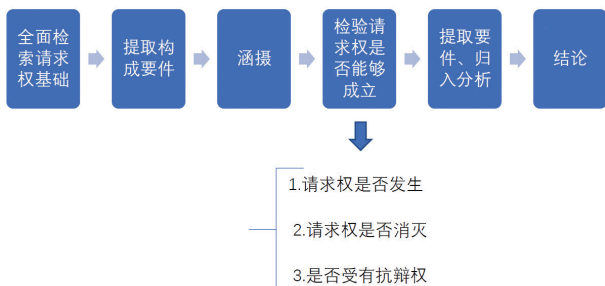 全面检
索请求
权基础
提取构
成要件
涵摄
检验请
求权是
否能够
成立
提取要
件、归
入分析
结论
1.请求权是否发生
2.请求权是否消灭
3.是否受有抗辩权